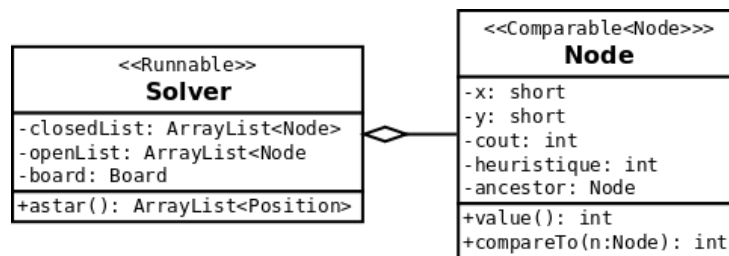 <<Runnable>>
Solver
-closedList: ArrayList<Node>
-openList: ArrayList<Node
-board: Board
+astar(): ArrayList<Position>
<<Comparable<Node>>>
Node
-x: short
-y: short
-cout: int
-heuristique: int
-ancestor: Node
+value(): int
+compareTo(n:Node): int